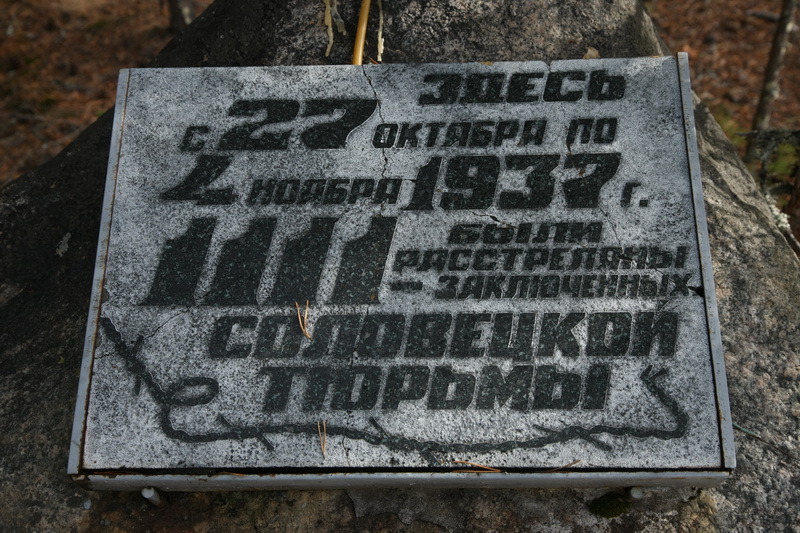 ЗДЕСЬ
С 27 ОКТЯБРЯ ПО
4 НОЯБРЯ 1937 Г.
1111 БЫЛИ
РАССТРЕЛЯНЫ
— ЗАКЛЮЧЕННЫХ
СОЛОВЕЦКОЙ
ТЮРЬМЫ